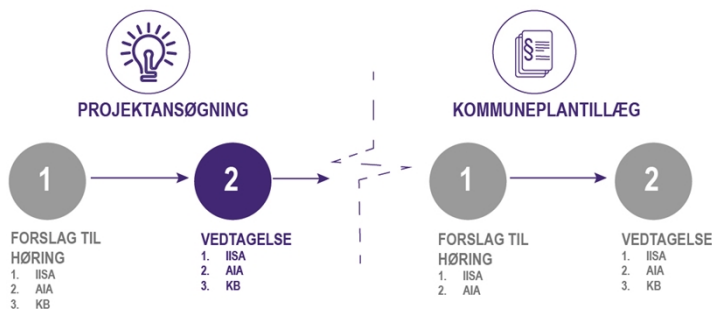 PROJEKTANSØGNING
1
2
FORSLAG TIL
HØRING
1. IISA
2. AIA
3. KB
VEDTAGELSE
1. IISA
2. AIA
3. KB
§
KOMMUNEPLANTILLÆG
1
2
FORSLAG TIL
HØRING
1. IISA
2. AIA
VEDTAGELSE
1. IISA
2. AIA
3. KB